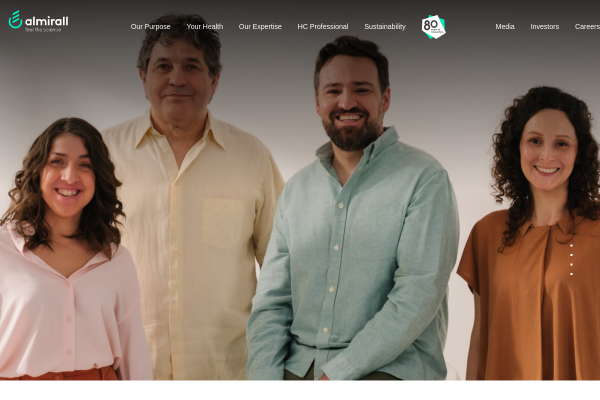 almirall
feel the science
Our Purpose
Your Health
Our Expertise
HC Professional
Sustainability
80
Media
Investors
Careers